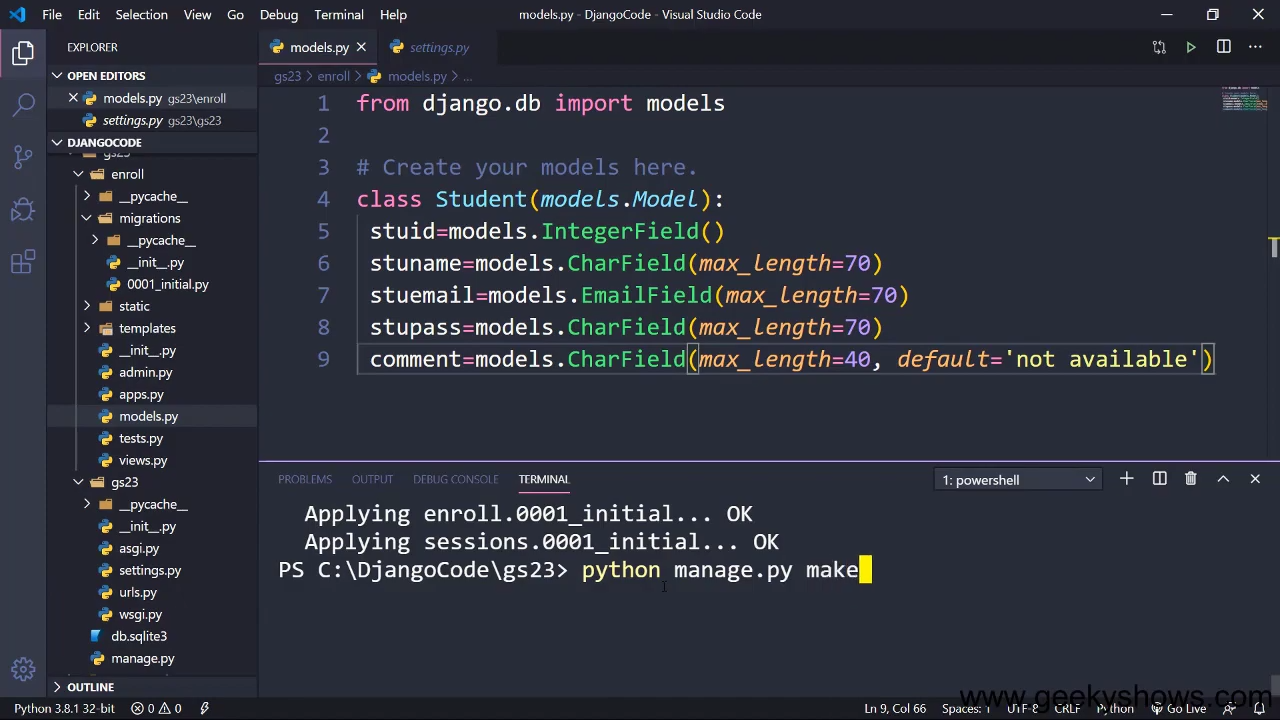 File Edit Selection View Go Debug Terminal Help models.py - DjangoCode - Visual Studio Code
EXPLORER
OPEN EDITORS
models.py gs23\enroll
settings.py gs23\gs23
DJANGOCODE
gs23
enroll
__pycache__
migrations
__pycache__
__init__.py
0001_initial.py
static
templates
__init__.py
admin.py
apps.py
models.py
tests.py
views.py
gs23
__pycache__
__init__.py
asgi.py
settings.py
urls.py
wsgi.py
db.sqlite3
manage.py
OUTLINE
models.py settings.py
gs23 > enroll > models.py > ...
1 from django.db import models
2
3 # Create your models here.
4 class Student(models.Model):
5 stuid=models.IntegerField()
6 stuname=models.CharField(max_length=70)
7 stuemail=models.EmailField(max_length=70)
8 stupass=models.CharField(max_length=70)
9 comment=models.CharField(max_length=40, default='not available')
PROBLEMS OUTPUT DEBUG CONSOLE TERMINAL 1: powershell
Applying enroll.0001_initial... OK
Applying sessions.0001_initial... OK
PS C:\DjangoCode\gs23> python manage.py make
www.geekyshows.com
Python 3.8.1 32-bit 0 0 Ln 9, Col 66 Spaces: 1 UTF-8 CRLF Python Go Live